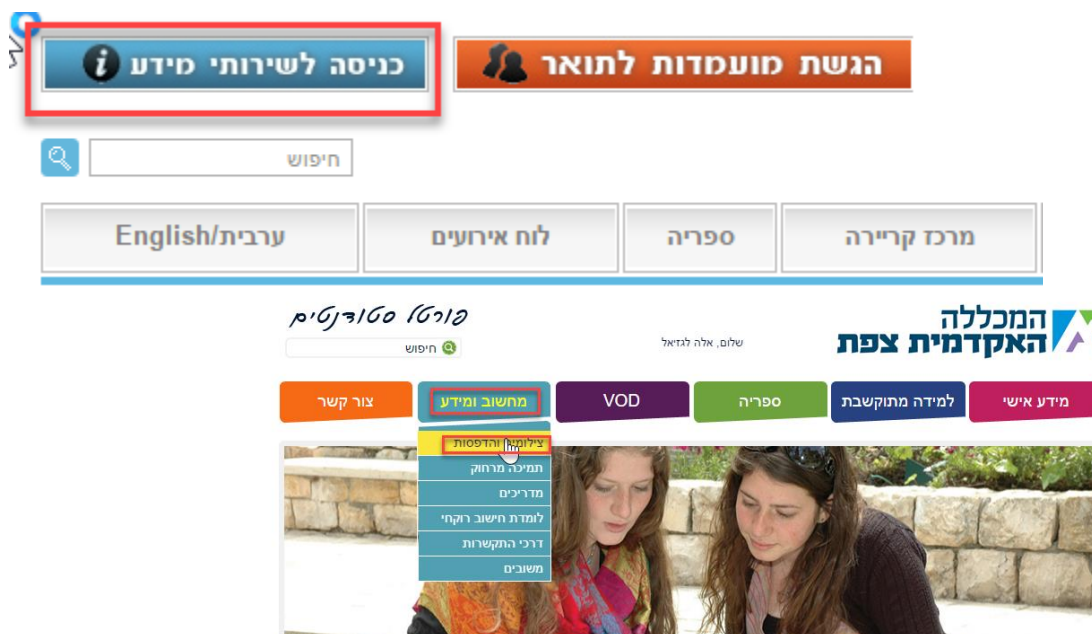 הגשת מועמדות לתואר
כניסה לשירותי מידע
חיפוש
מרכז קריירה
ספריה
לוח אירועים
ערבית/English
המכללה
האקדמית צפת
שלום, אלה לגזיאל
פורטל סטודנטים
חיפוש
מידע אישי
למידה מתוקשבת
ספריה
VOD
מחשוב ומידע
צור קשר
צילומים והדפסות
תמיכה מרחוק
מדריכים
לומדת חישוב רוקחי
דרכי התקשרות
משובים